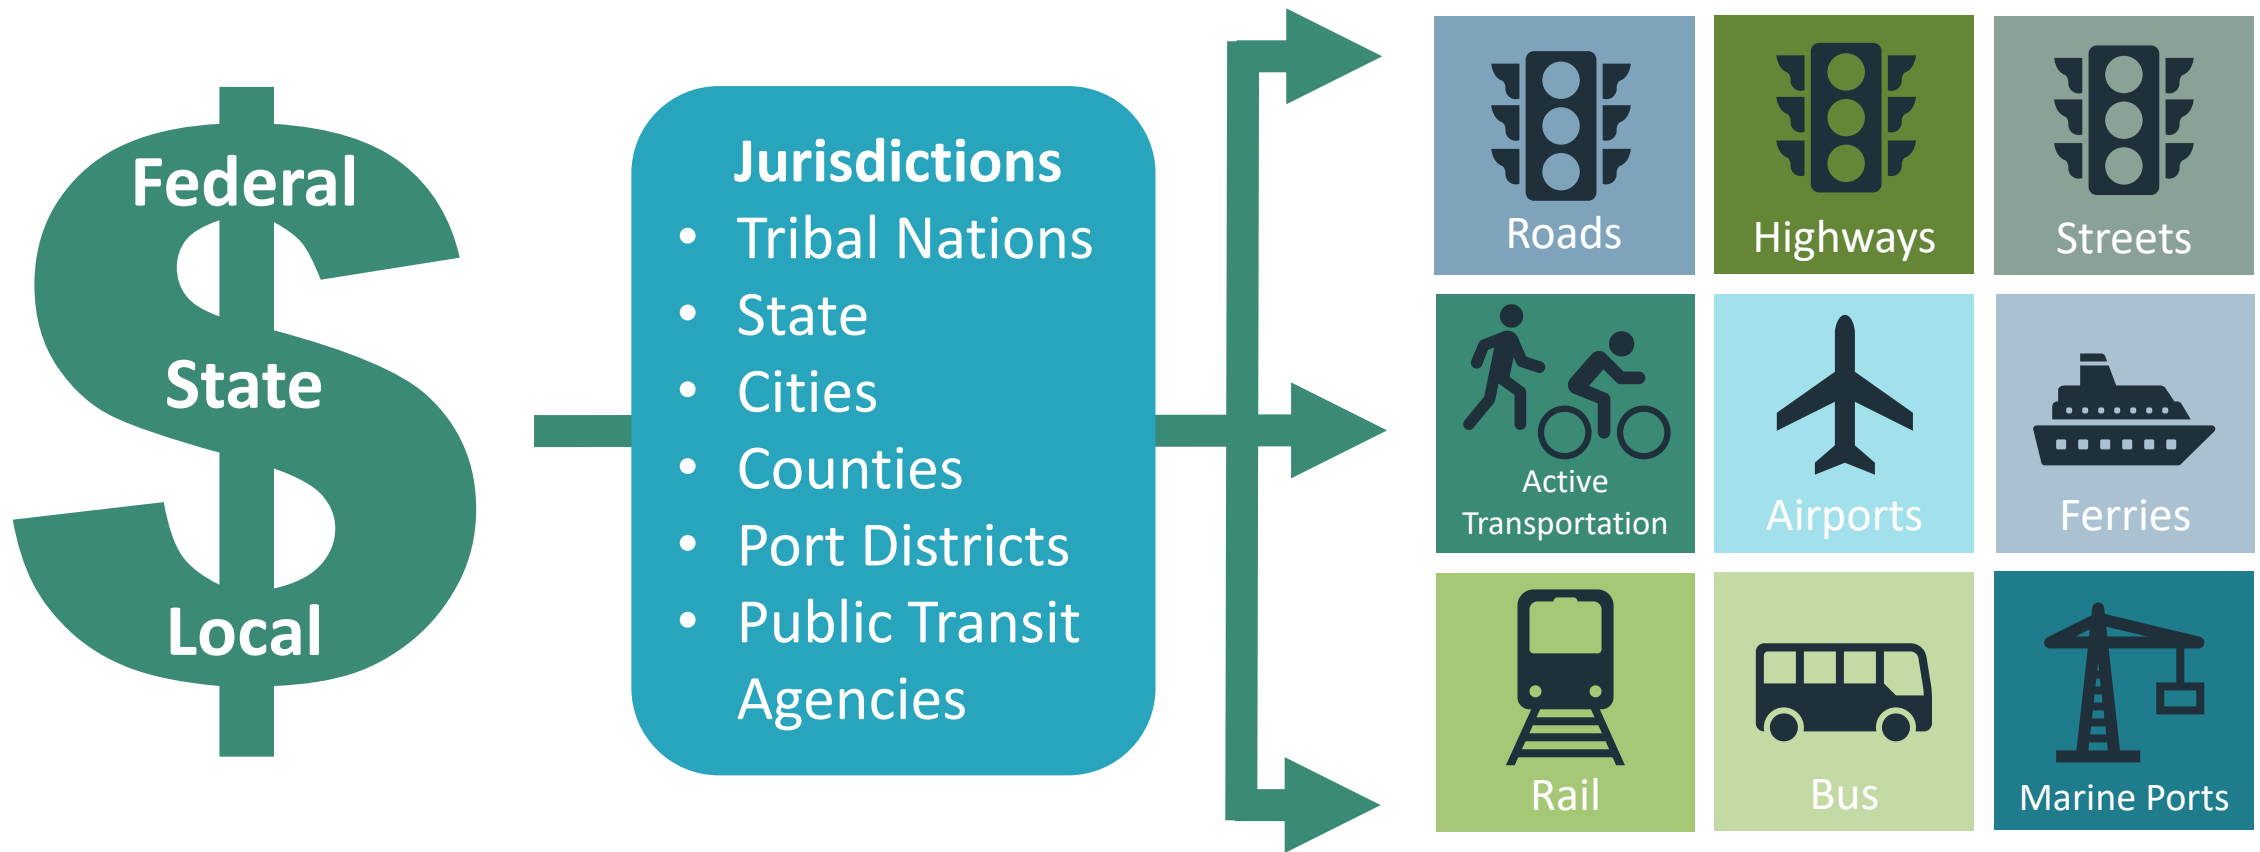 Federal
State
Local
Jurisdictions
• Tribal Nations
• State
• Cities
• Counties
• Port Districts
• Public Transit
Agencies
Roads
Highways
Streets
Active
Transportation
Airports
Ferries
Rail
Bus
Marine Ports